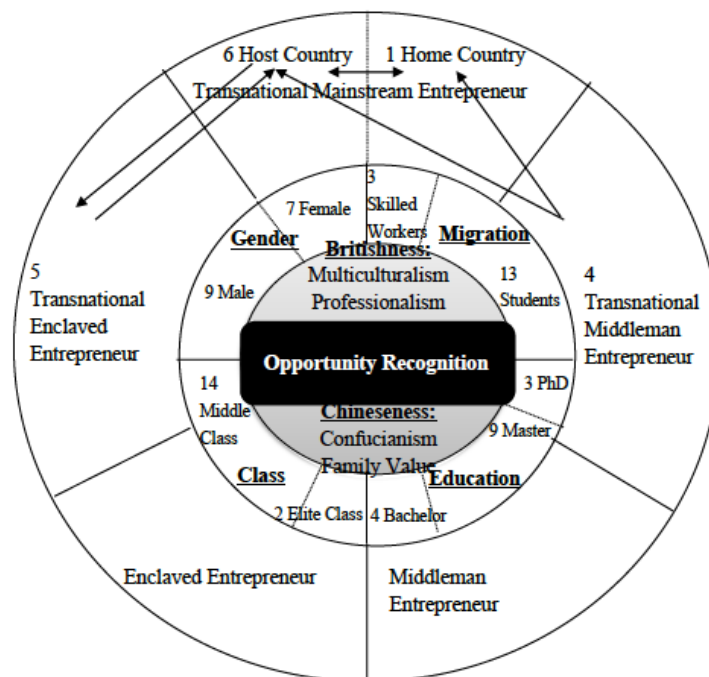 6 Host Country
1 Home Country
Transnational Mainstream Entrepreneur
3
Skilled
Workers
7 Female
Gender
Migration
Britishness:
Multiculturalism
Professionalism
9 Male
13
Students
5
Transnational
Enclaved
Entrepreneur
4
Transnational
Middleman
Entrepreneur
Opportunity Recognition
14
Middle
Class
3 PhD
9 Master
Chineseness:
Confucianism
Family Value
Class
Education
2 Elite Class
4 Bachelor
Enclaved Entrepreneur
Middleman
Entrepreneur